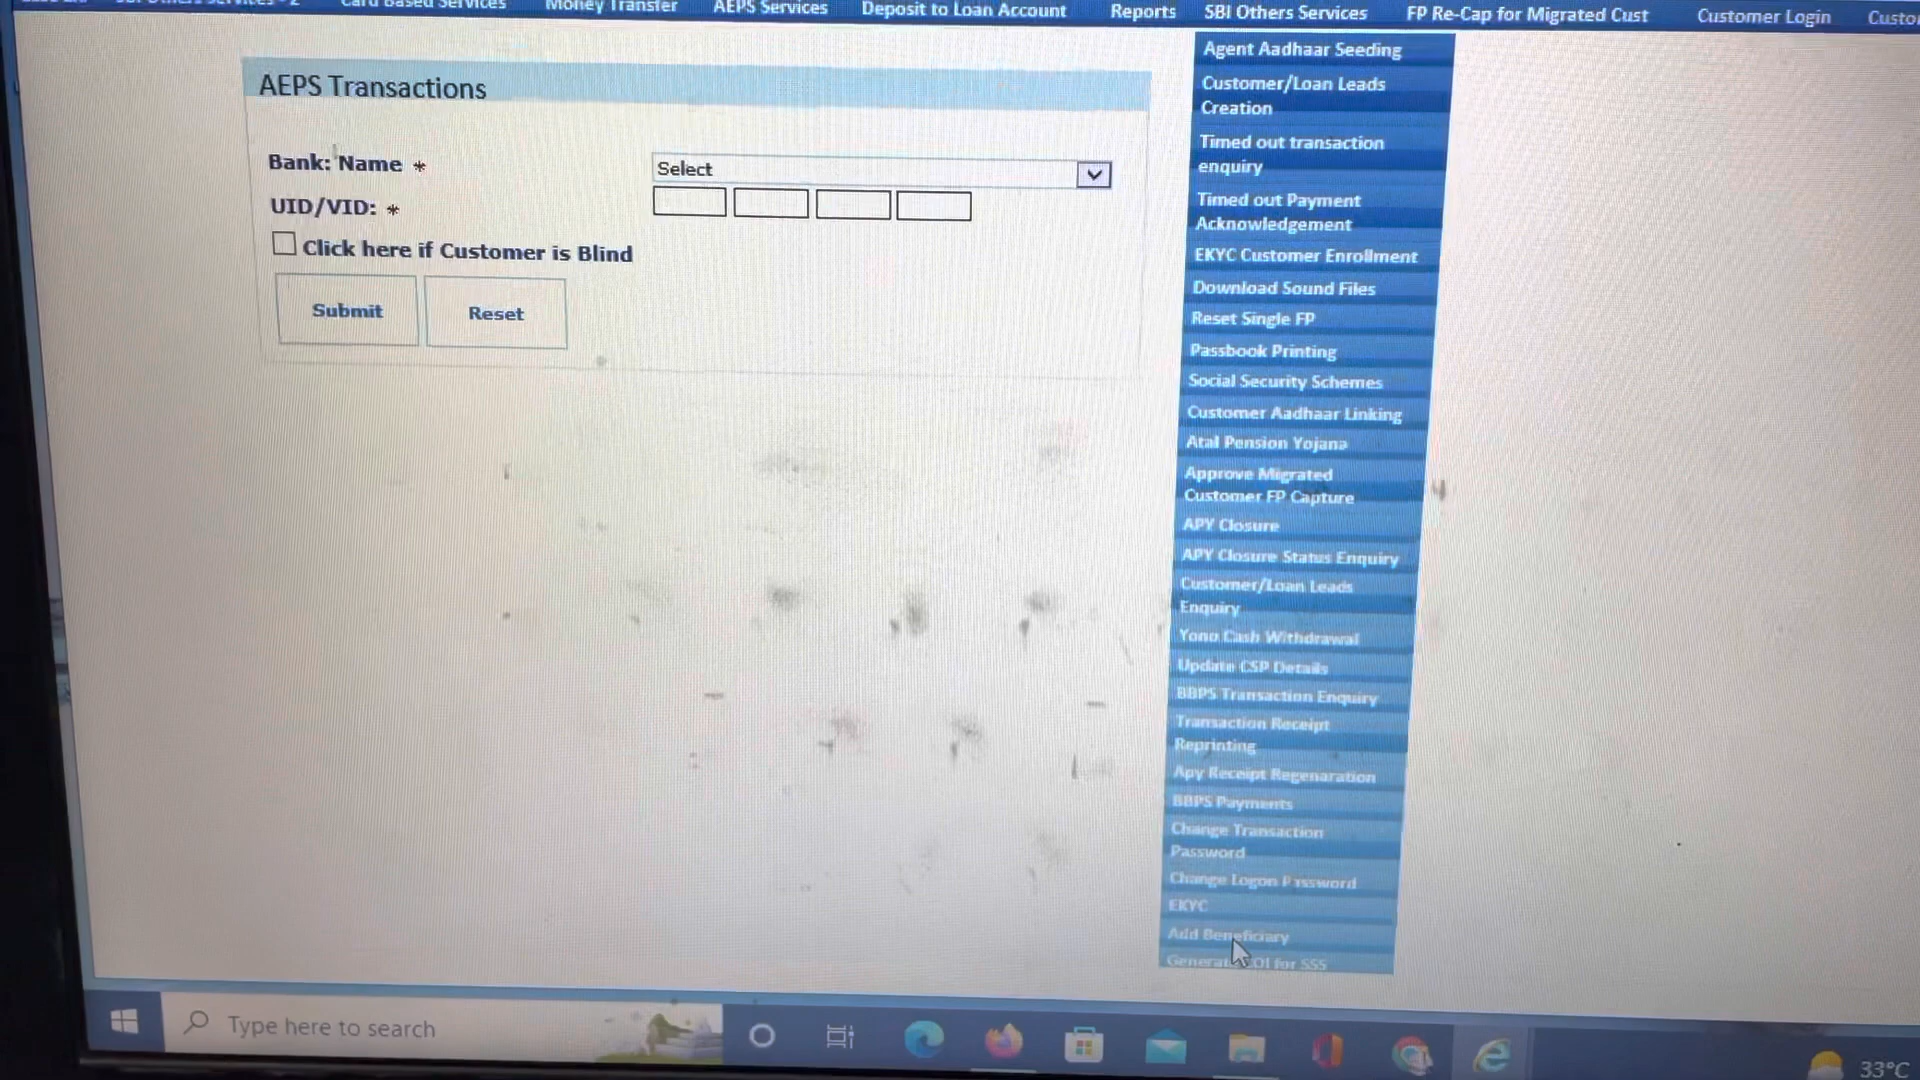 Card Based Services
Money Transfer
AEPS Services
Deposit to Loan Account
Reports
SBI Others Services
FP Re-Cap for Migrated Cust
Customer Login
AEPS Transactions
Bank: Name *
Select
UID/VID: *
Click here if Customer is Blind
Submit
Reset
Agent Aadhaar Seeding
Customer/Loan Leads
Creation
Timed out transaction
enquiry
Timed out Payment
Acknowledgement
EKYC Customer Enrollment
Download Sound Files
Reset Single FP
Passbook Printing
Social Security Schemes
Customer Aadhaar Linking
Atal Pension Yojana
Approve Migrated
Customer FP Capture
APY Closure
APY Closure Status Enquiry
Customer/Loan Leads
Enquiry
Yono Cash Withdrawal
Update CSP Details
BBPS Transaction Enquiry
Transaction Receipt
Reprinting
Apy Receipt Regenaration
BBPS Payments
Change Transaction
Password
Change Logon Password
EKYC
Add Beneficiary
for SSS
Type here to search
33°C